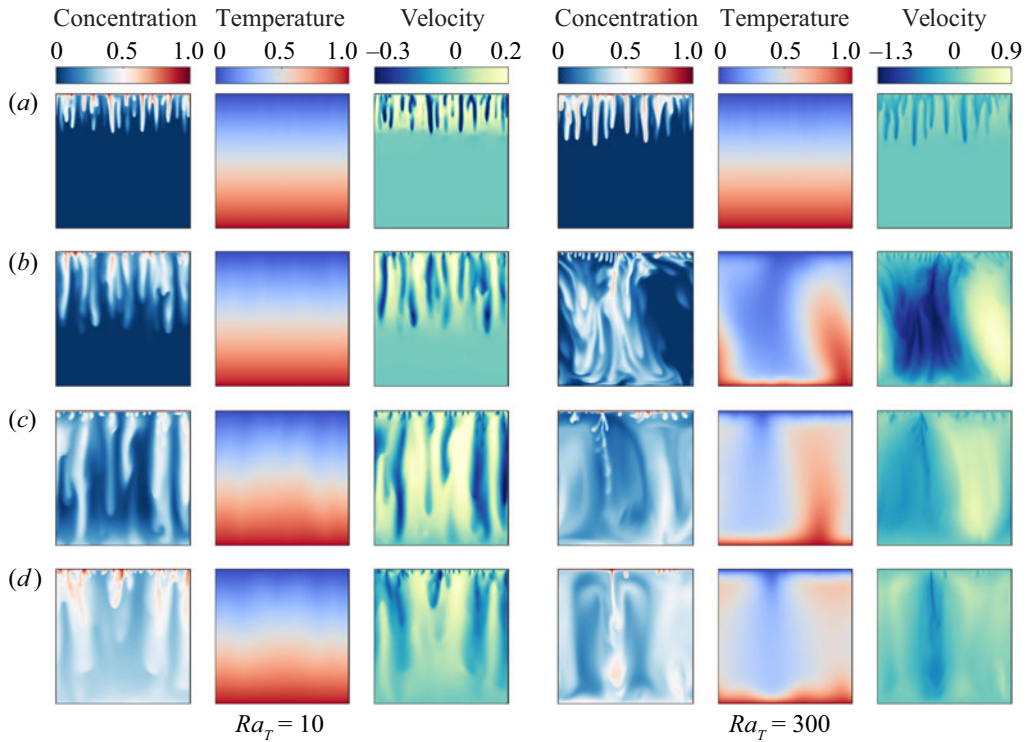 Concentration Temperature Velocity Concentration Temperature Velocity
0 0.5 1.0 0 0.5 1.0 –0.3 0 0.2 0 0.5 1.0 0 0.5 1.0 –1.3 0 0.9
(a)
(b)
(c)
(d)
Ra_T = 10 Ra_T = 300